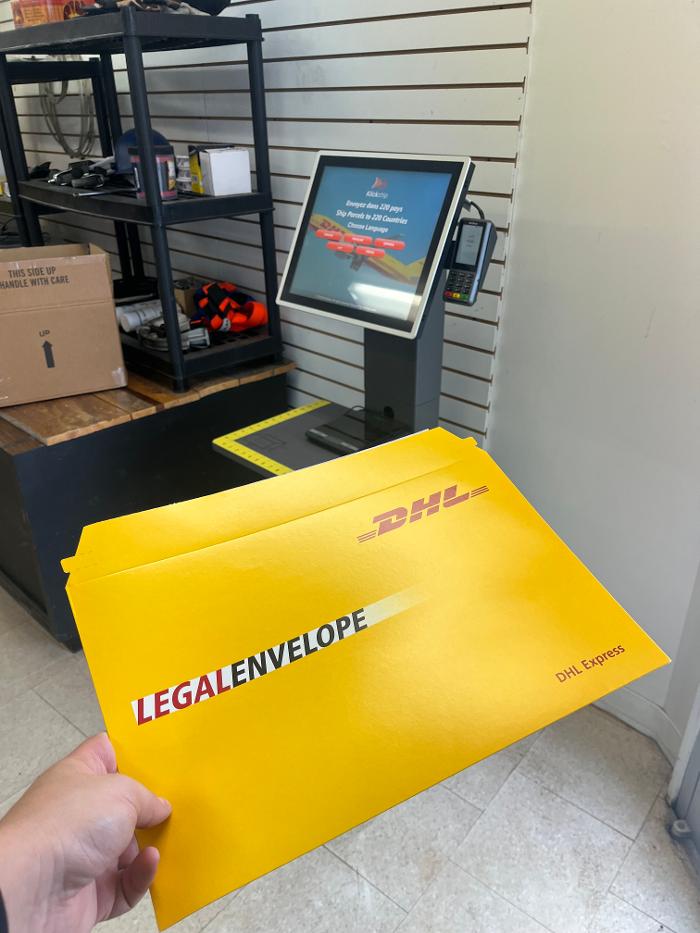 THIS SIDE UP
HANDLE WITH CARE
UP
Klickship
Envoyez dans 220 pays
Ship Parcels to 220 Countries
Choose Language
DHL
LEGALENVELOPE
DHL Express